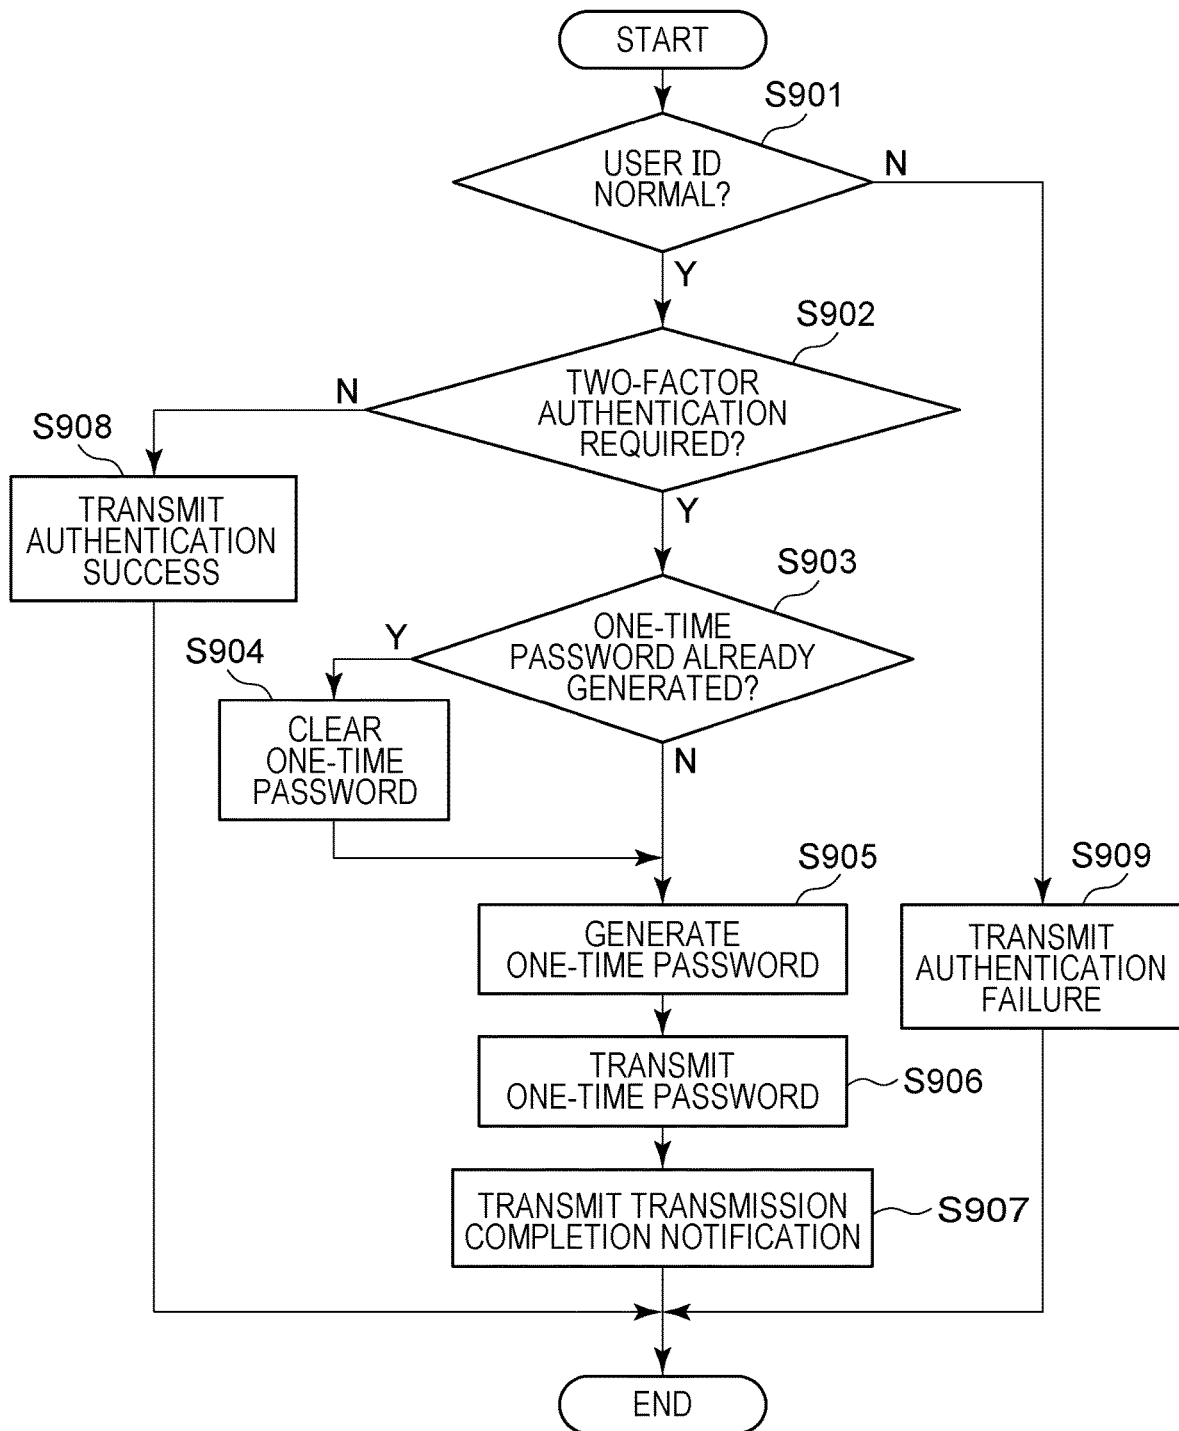 START
S901
USER ID
NORMAL?
N
Y
S902
TWO-FACTOR
AUTHENTICATION
REQUIRED?
N
Y
S908
TRANSMIT
AUTHENTICATION
SUCCESS
S903
ONE-TIME
PASSWORD ALREADY
GENERATED?
Y
N
S904
CLEAR
ONE-TIME
PASSWORD
S905
GENERATE
ONE-TIME PASSWORD
S909
TRANSMIT
AUTHENTICATION
FAILURE
TRANSMIT
ONE-TIME PASSWORD
S906
TRANSMIT TRANSMISSION
COMPLETION NOTIFICATION
S907
END